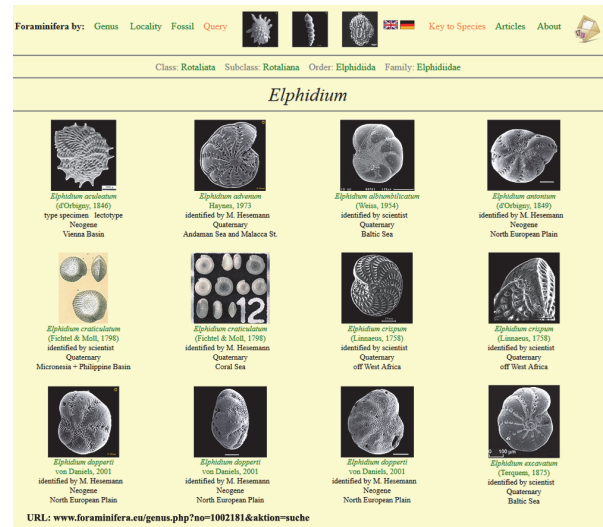 Foraminifera by: Genus Locality Fossil Query Key to Species Articles About
Class: Rotaliata Subclass: Rotaliana Order: Elphidiida Family: Elphidiidae
Elphidium
Elphidium aculeatum
(d'Orbigny, 1846)
type specimen lectotype
Neogene
Vienna Basin
Elphidium advenum
Haynes, 1973
identified by M. Hesemann
Quaternary
Andaman Sea and Malacca St.
Elphidium albiumbilicatum
(Weiss, 1954)
identified by scientist
Quaternary
Baltic Sea
Elphidium antonium
(d'Orbigny, 1849)
identified by M. Hesemann
Neogene
North European Plain
Elphidium craticulatum
(Fichtel & Moll, 1798)
identified by scientist
Quaternary
Micronesia + Philippine Basin
12
Elphidium craticulatum
(Fichtel & Moll, 1798)
identified by M. Hesemann
Quaternary
Coral Sea
Elphidium crispum
(Linnaeus, 1758)
identified by scientist
Quaternary
off West Africa
Elphidium crispum
(Linnaeus, 1758)
identified by scientist
Quaternary
off West Africa
Elphidium dopperti
von Daniels, 2001
identified by M. Hesemann
Neogene
North European Plain
Elphidium dopperti
von Daniels, 2001
identified by M. Hesemann
Neogene
North European Plain
Elphidium dopperti
von Daniels, 2001
identified by M. Hesemann
Neogene
North European Plain
100 µm
Elphidium excavatum
(Terquem, 1875)
identified by scientist
Quaternary
Baltic Sea
URL: www.foraminifera.eu/genus.php?no=1002181&aktion=suche